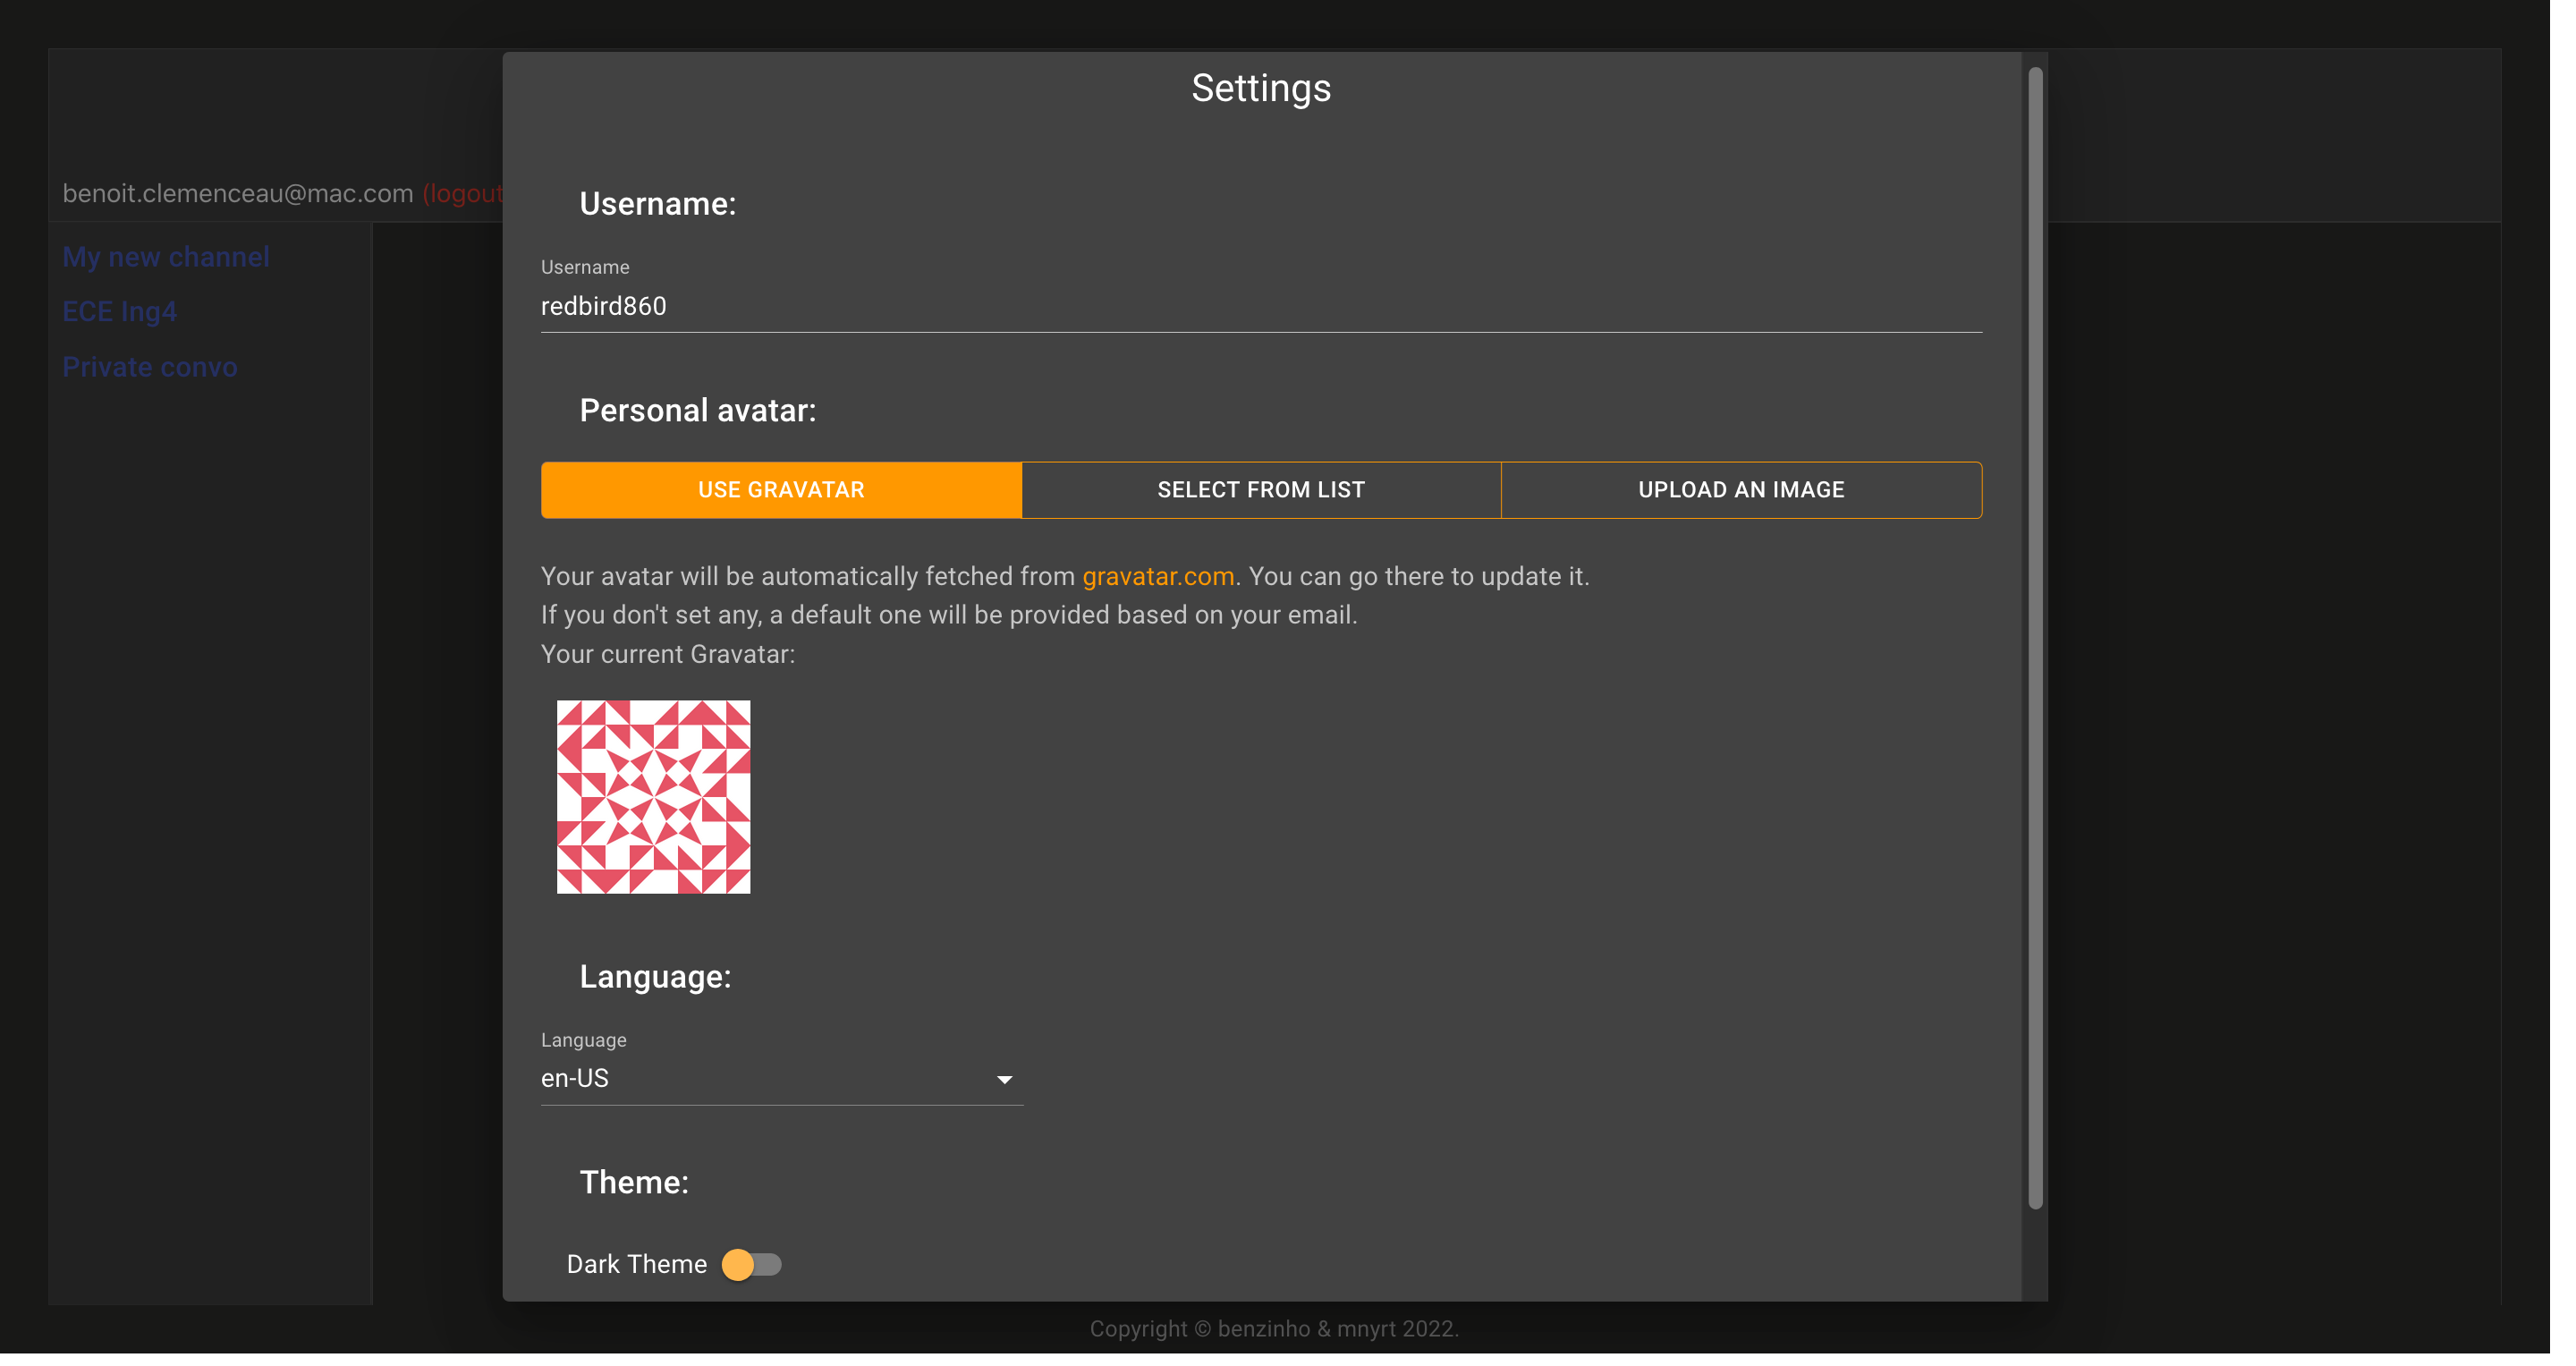 Settings
benoit.clemenceau@mac.com (logout
My new channel
ECE Ing4
Private convo
Username:
Username
redbird860
Personal avatar:
USE GRAVATAR
SELECT FROM LIST
UPLOAD AN IMAGE
Your avatar will be automatically fetched from gravatar.com. You can go there to update it.
If you don't set any, a default one will be provided based on your email.
Your current Gravatar:
Language:
Language
en-US
Theme:
Dark Theme
Copyright © benzinho & mnyrt 2022.